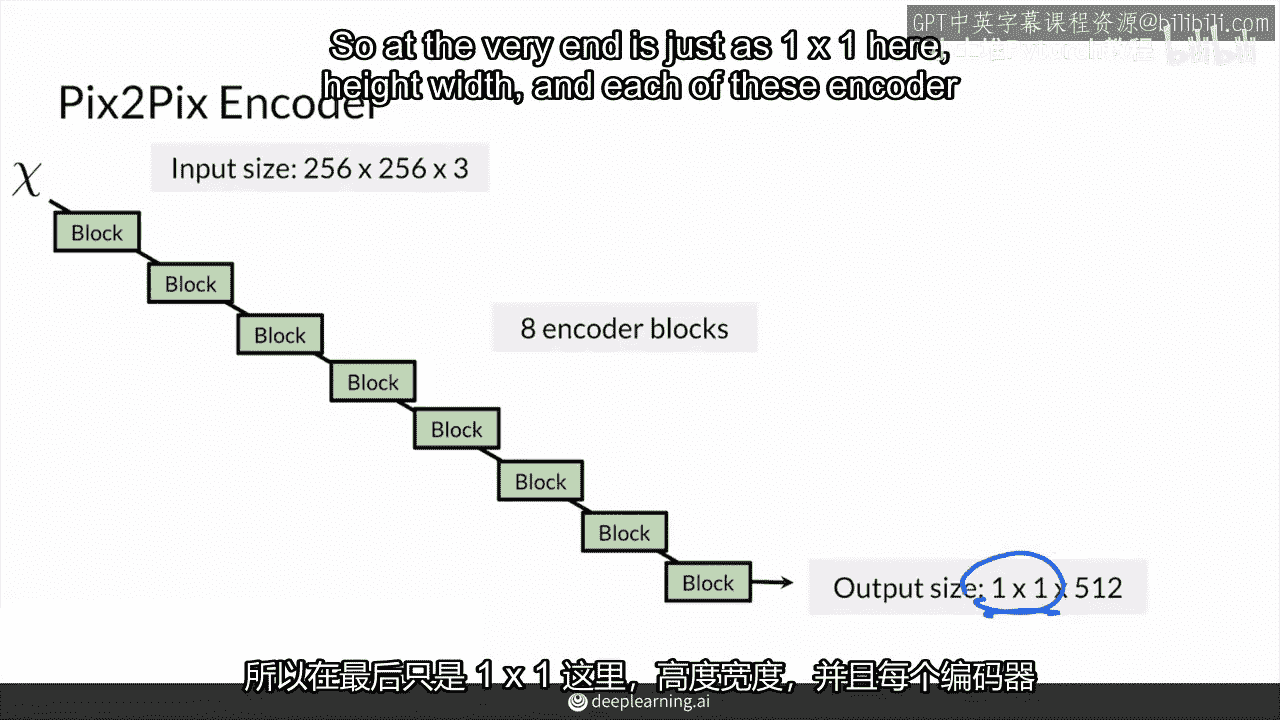 GPT中英字幕课程资源@bilibili.com
So at the very end is just as 1 x 1 here,
height width, and each of these encoder
Pix2Pix Encoder
χ
Input size: 256 x 256 x 3
Block
Block
Block
8 encoder blocks
Block
Block
Block
Block
Block
Output size: 1 x 1 x 512
所以在最后只是 1 x 1 这里，高度宽度，并且每个编码器
deeplearning.ai